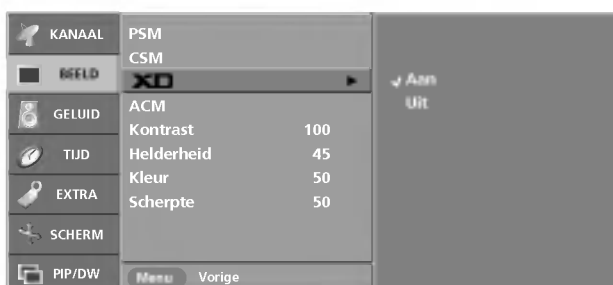 KANAAL
BEELD
GELUID
TIJD
EXTRA
SCHERM
PIP/DW
PSM
CSM
XD
ACM
Kontrast 100
Helderheid 45
Kleur 50
Scherpte 50
Menu Vorige
Aan
Uit